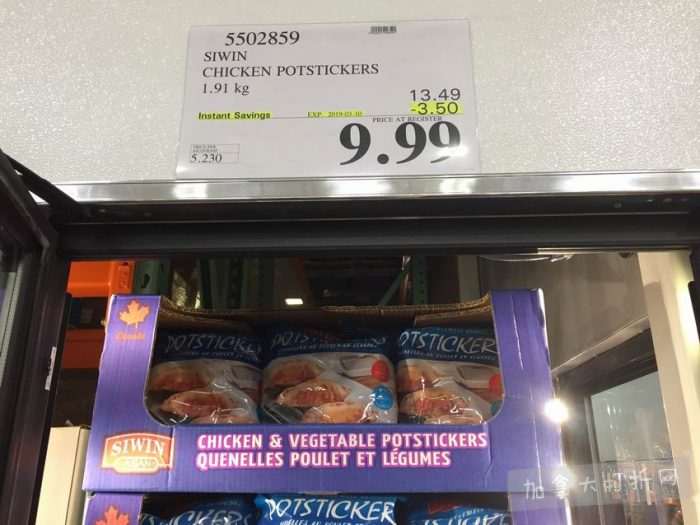 5502859
SIWIN
CHICKEN POTSTICKERS
1.91 kg
13.49
-3.50
Instant Savings
EXP. 2019-03-10
PRICE AT REGISTER
9.99
5.230
Canada
POTSTICKER
POTSTICKER
POTSTICKER
SIWIN
CHICKEN & VEGETABLE POTSTICKERS
QUENELLES POULET ET LÉGUMES
POTSTICKER
加拿大打折网